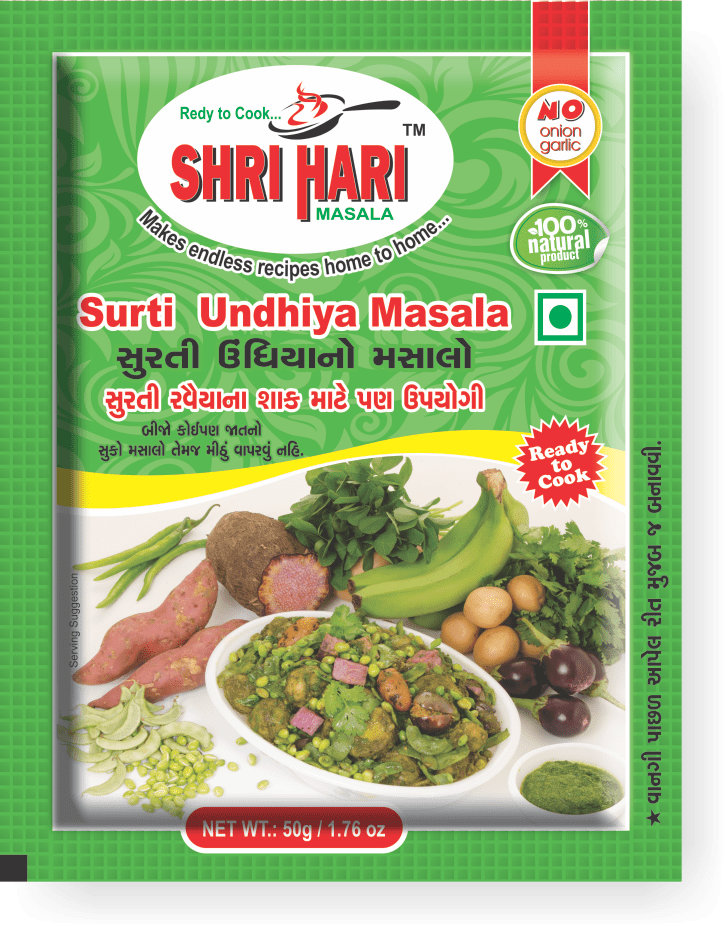 Redy to Cook...
SHRI HARI
TM
MASALA
Makes endless recipes home to home...
NO
onion
garlic
100%
natural
product
Surti Undhiya Masala
સુરતી ઉંધિયાનો મસાલો
સુરતી રવૈયાના શાક માટે પણ ઉપયોગી
બીજો કોઈપણ જાતનો
સુકો મસાલો તેમજ મીઠું વાપરવું નહિ.
Ready
to
Cook
Serving Suggestion
★ વાનગી પાછળ આપેલ રીત મુજબ જ બનાવવી.
NET WT.: 50g / 1.76 oz